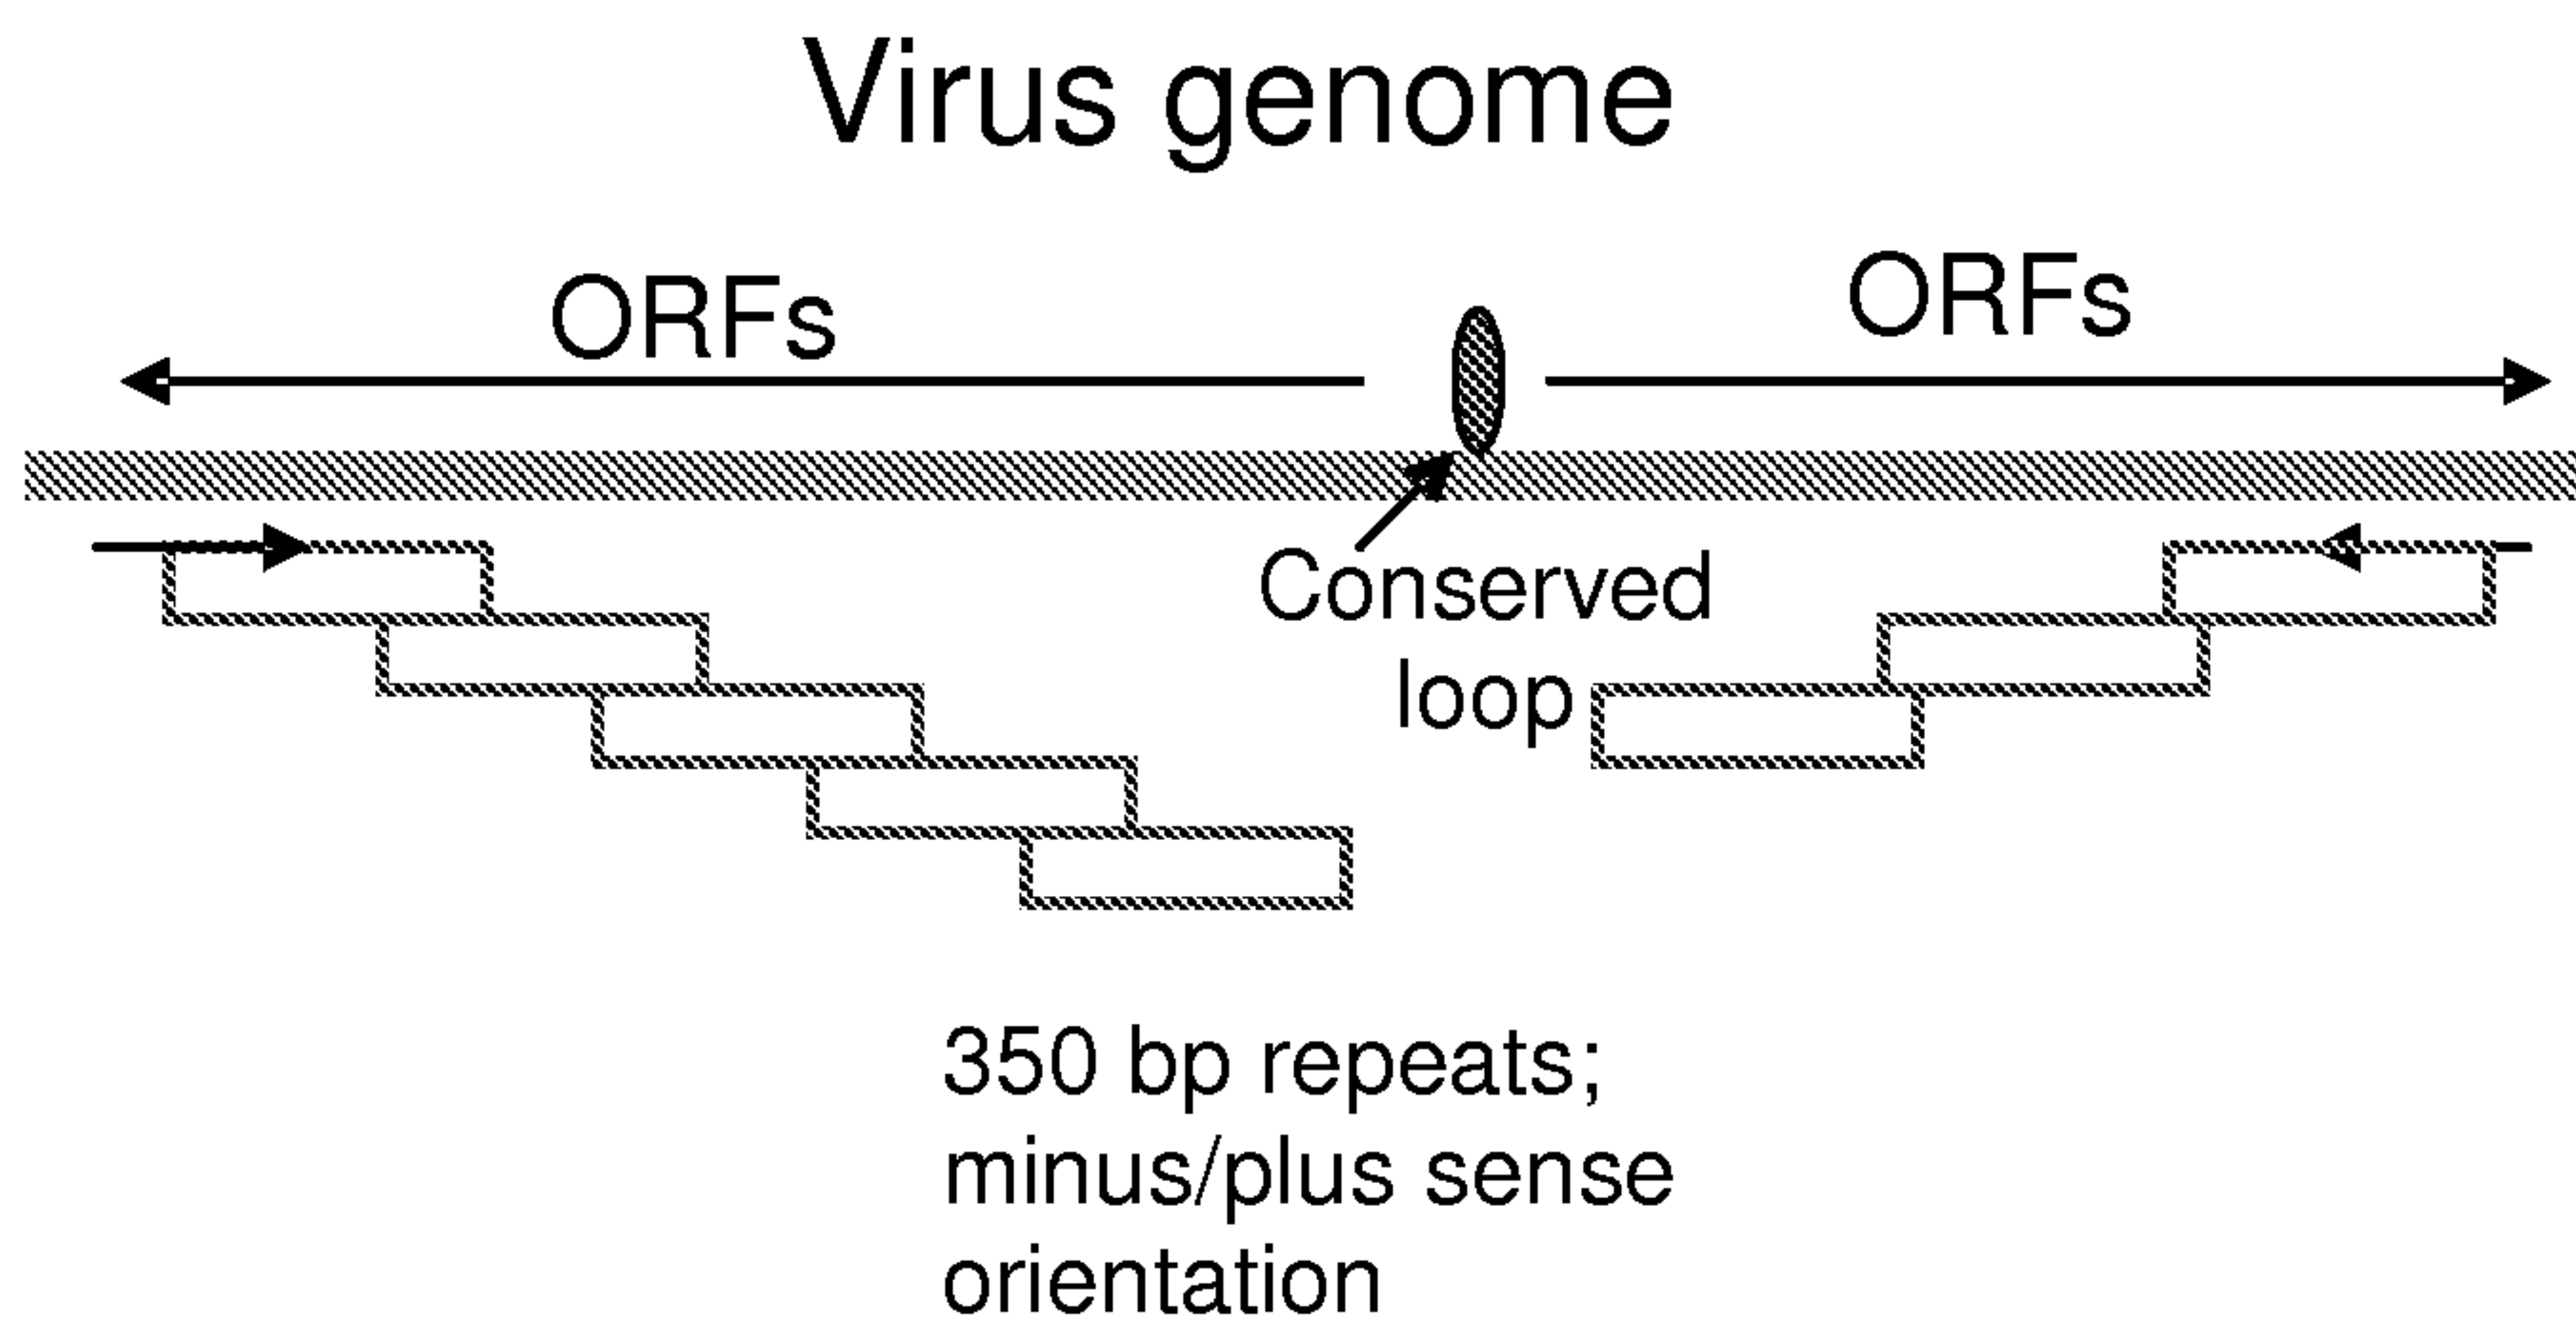 Virus genome
ORFs
ORFs
Conserved
loop
350 bp repeats;
minus/plus sense
orientation